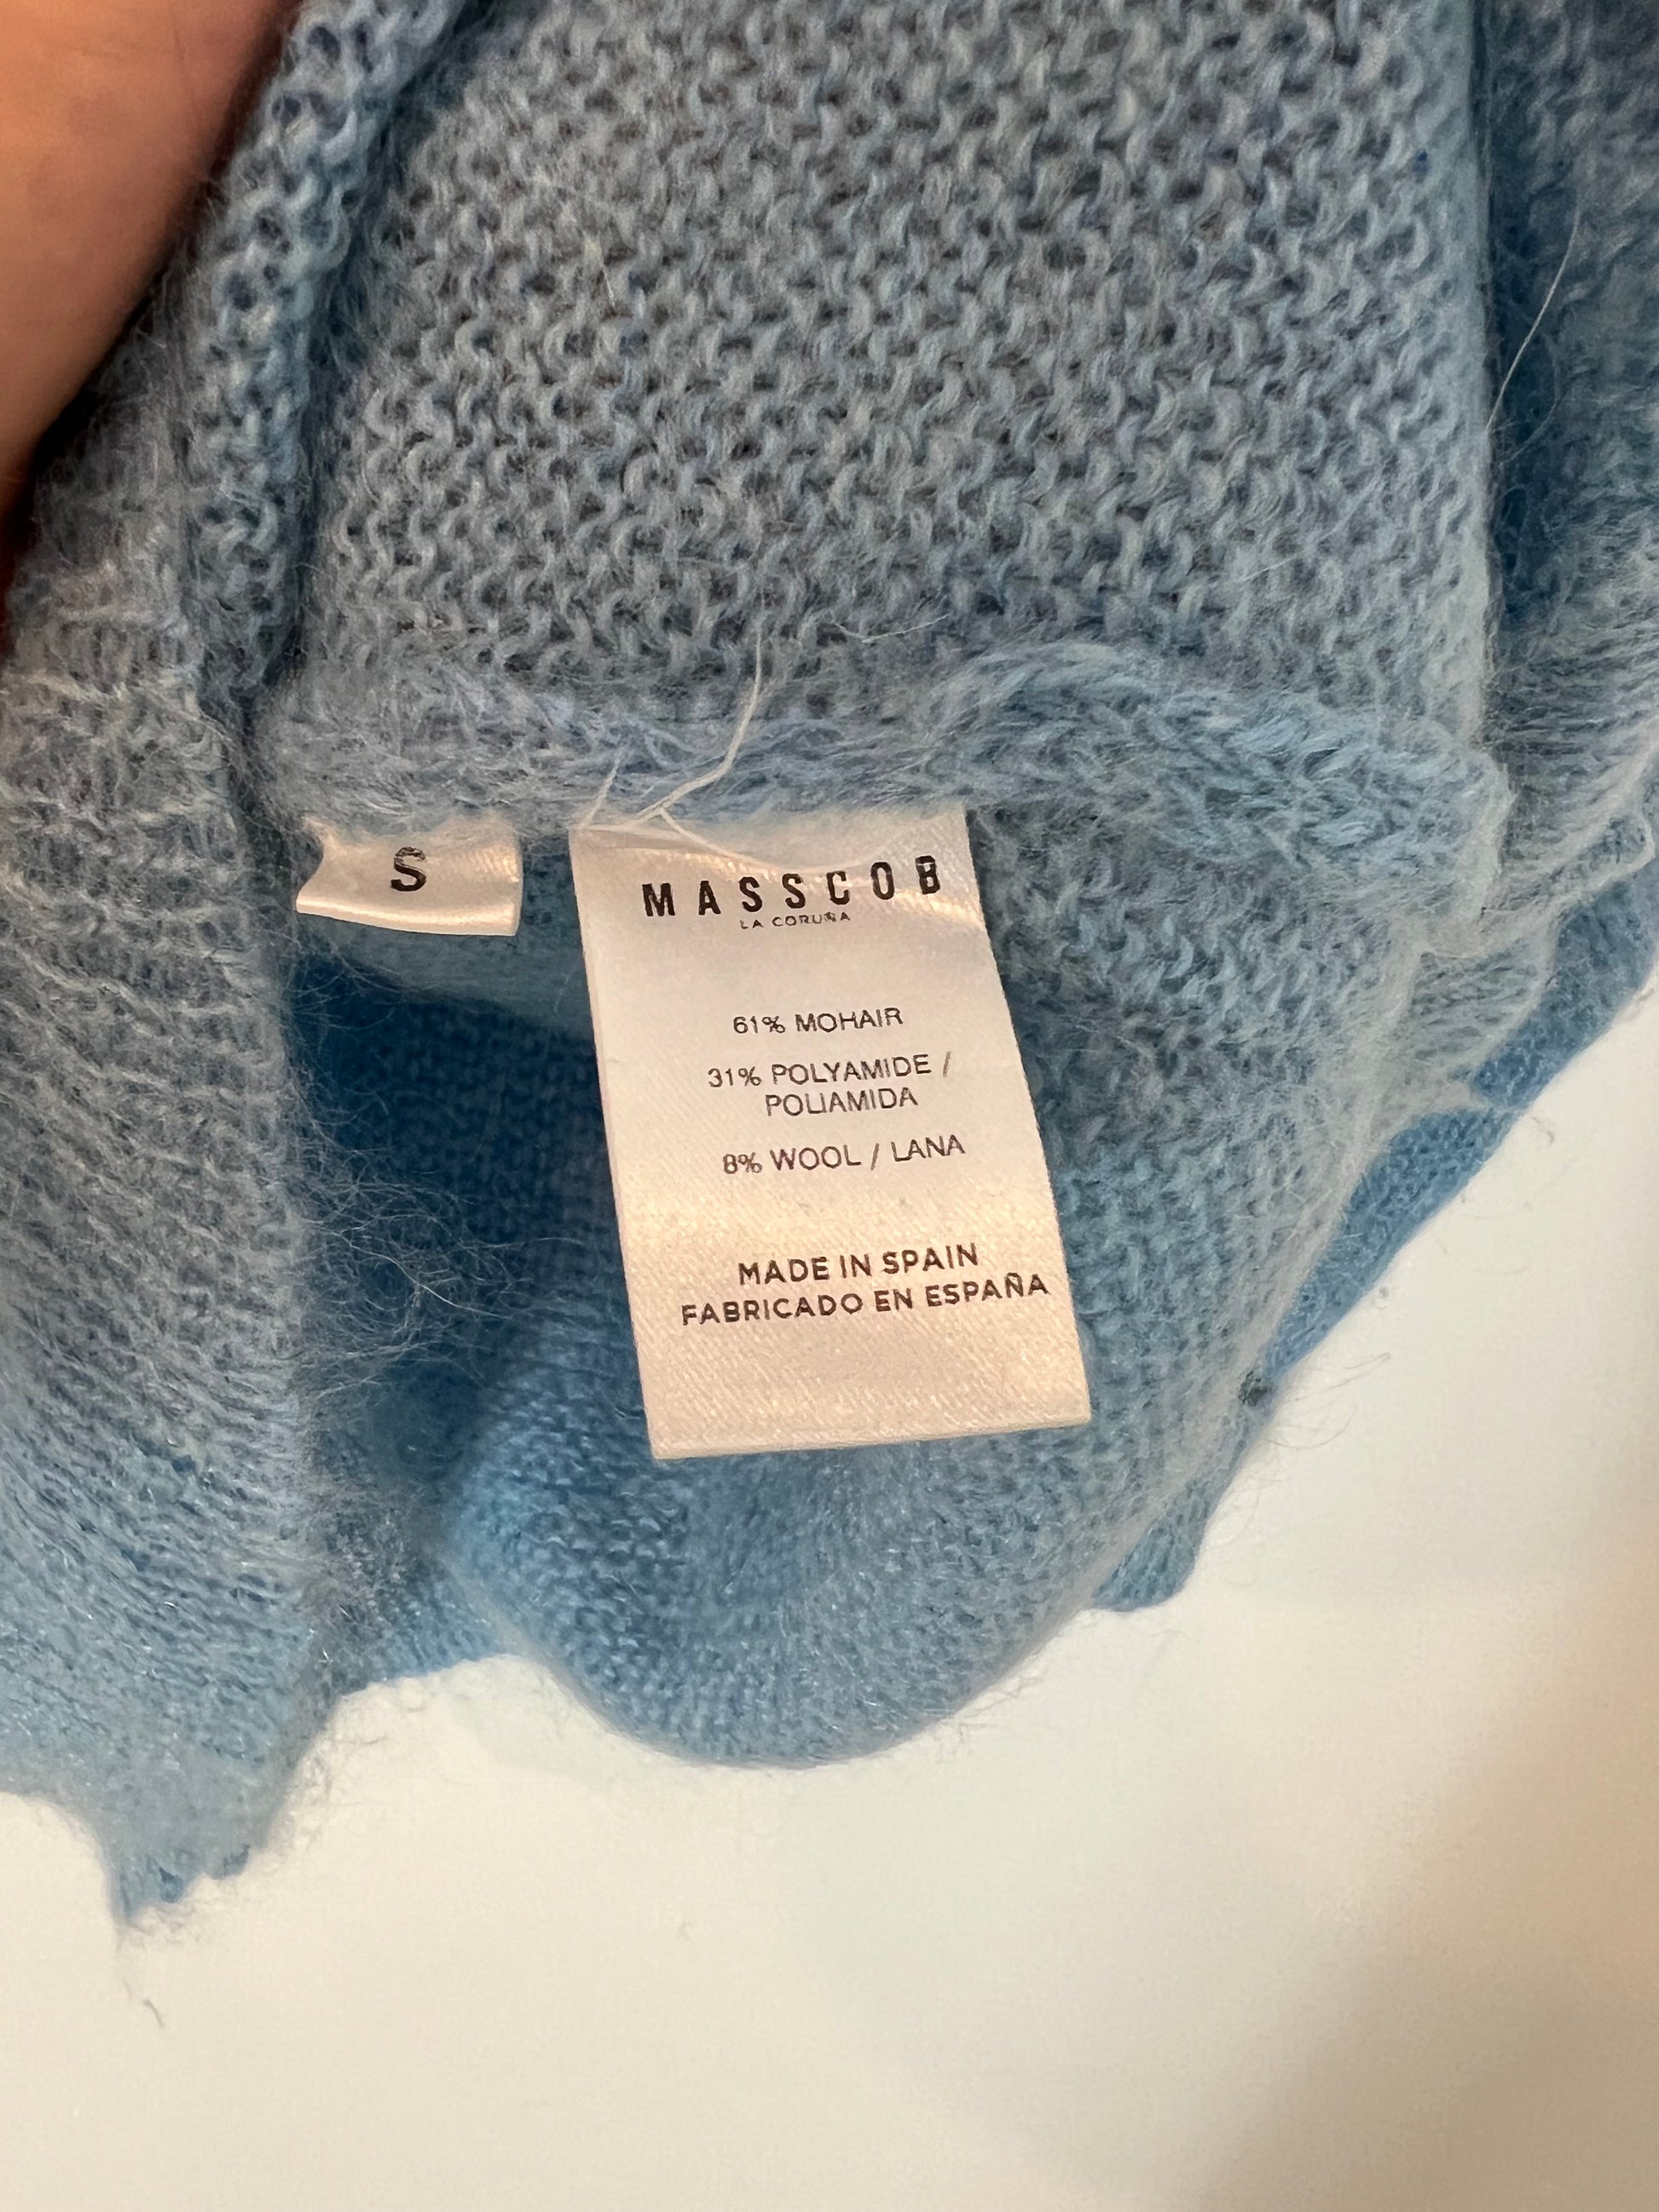 S
MASSCOB
LA CORUÑA
61% MOHAIR
31% POLYAMIDE /
POLIAMIDA
8% WOOL / LANA
MADE IN SPAIN
FABRICADO EN ESPAÑA